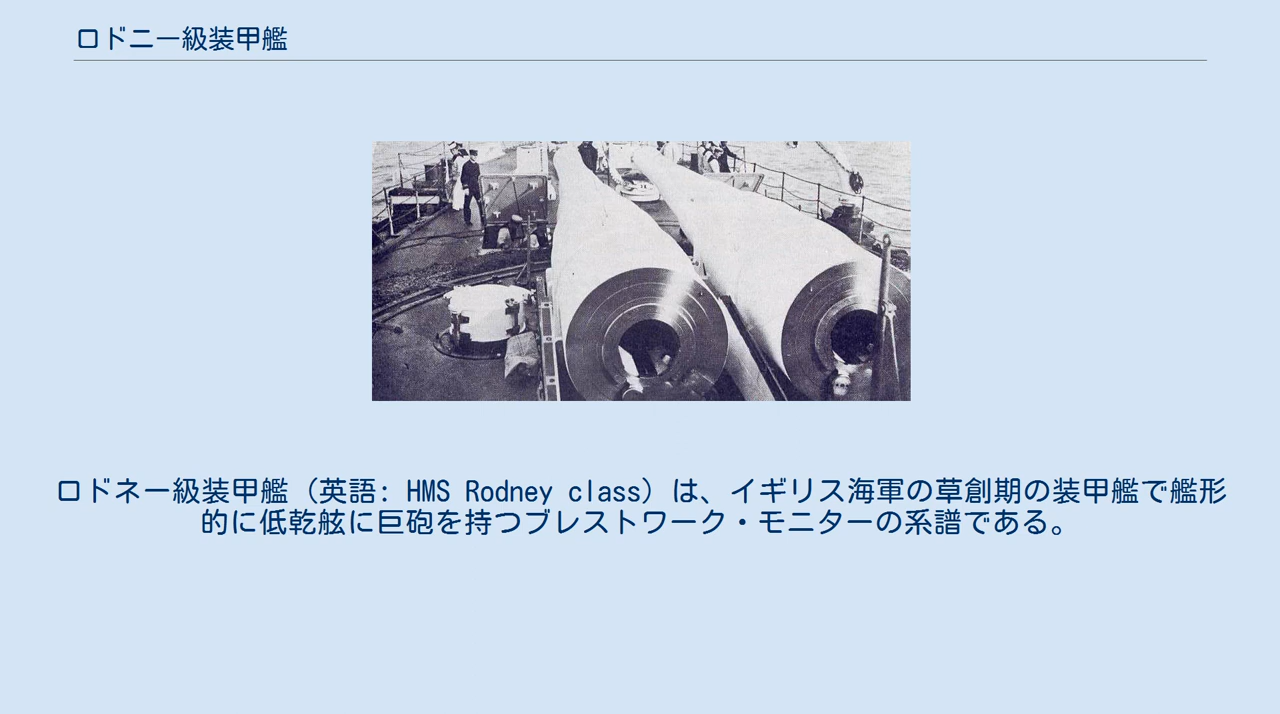 ロドニー級装甲艦
ロドネー級装甲艦（英語: HMS Rodney class）は、イギリス海軍の草創期の装甲艦で艦形
的に低乾舷に巨砲を持つブレストワーク・モニターの系譜である。